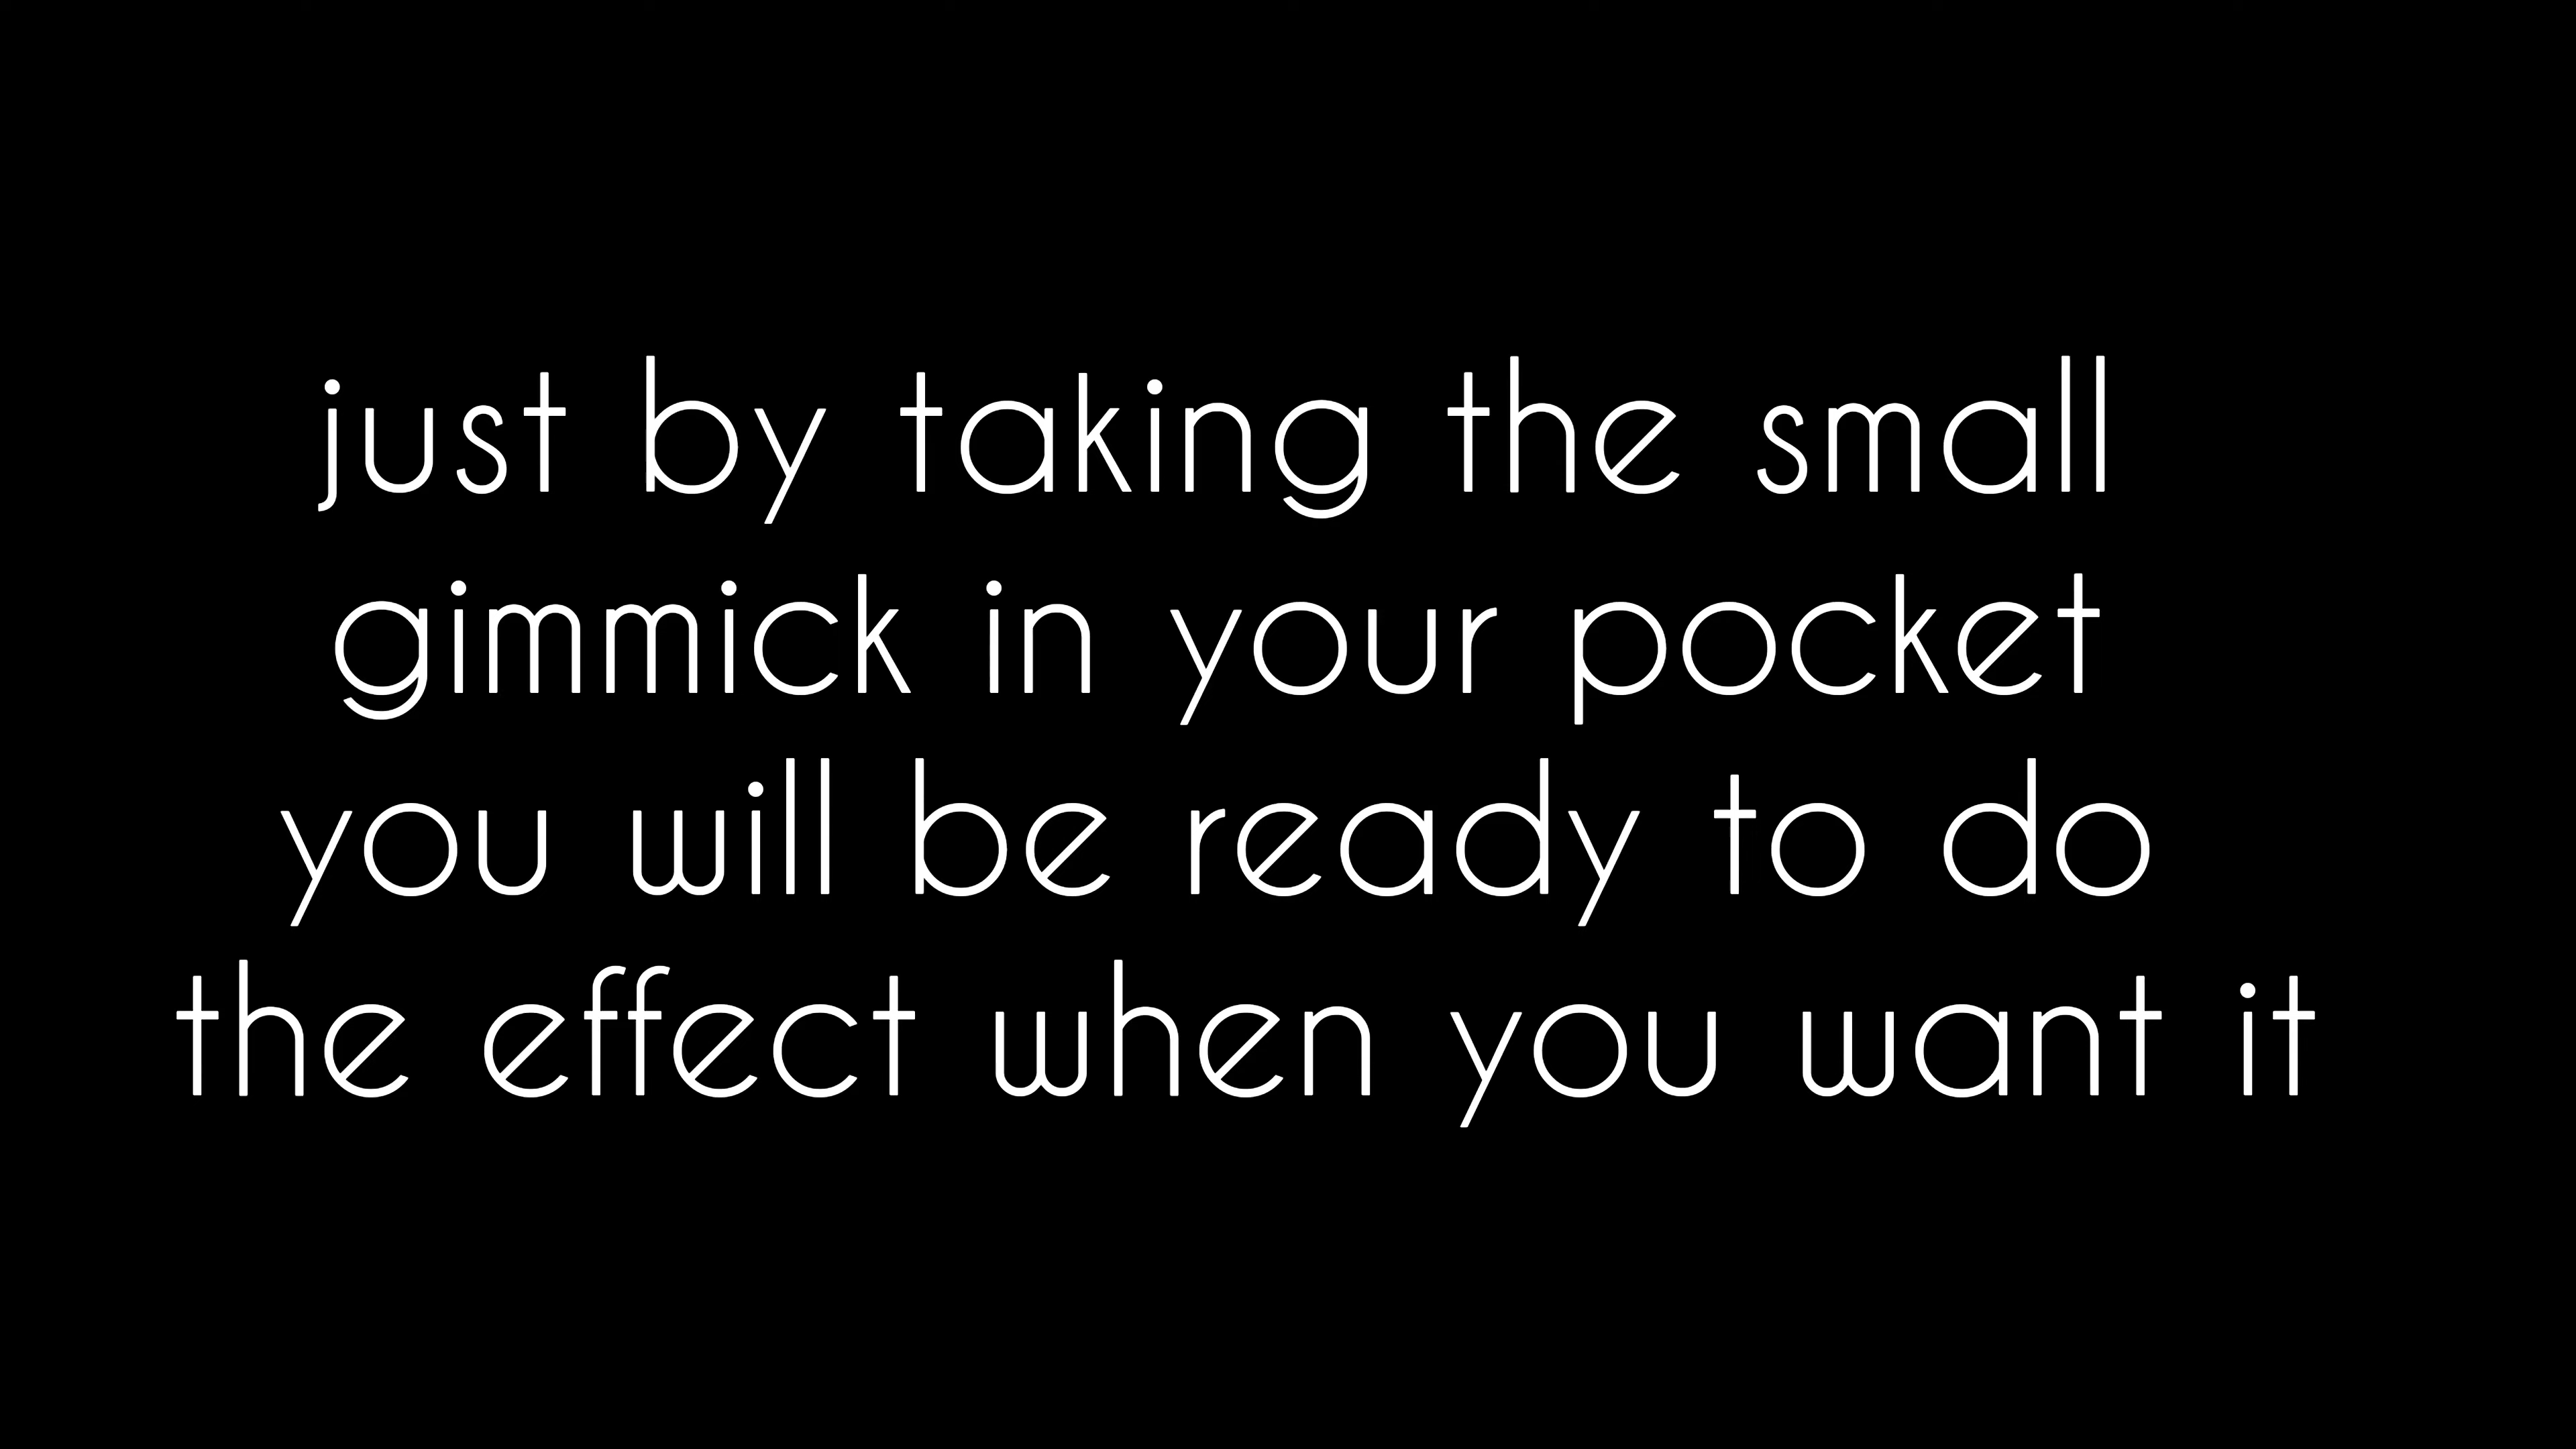 just by taking the small
gimmick in your pocket
you will be ready to do
the effect when you want it